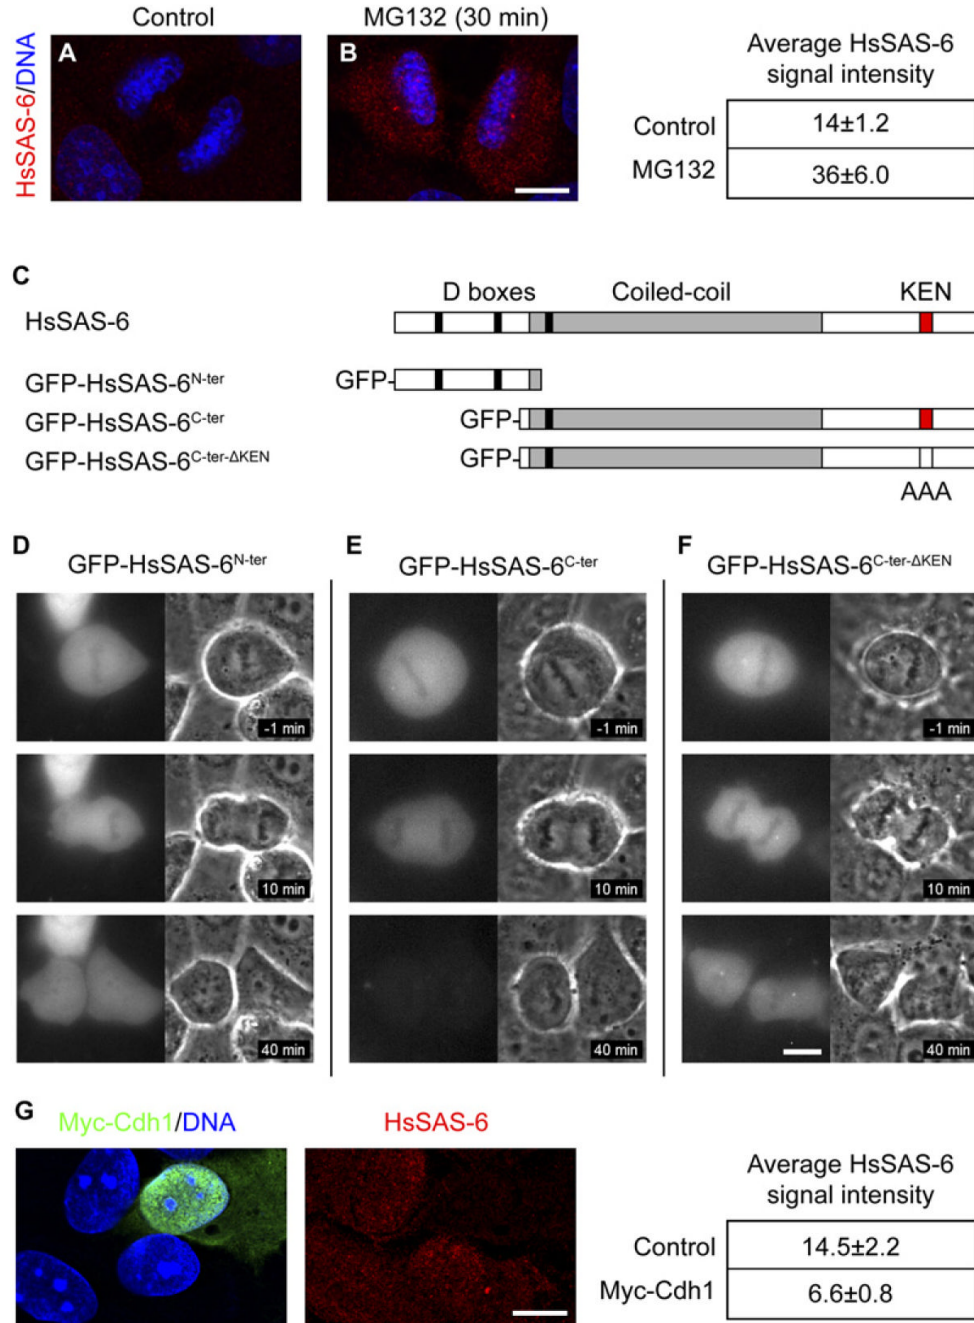 Control
MG132 (30 min)
HsSAS-6/DNA
A
B
Average HsSAS-6
signal intensity
Control 14±1.2
MG132 36±6.0
C
D boxes Coiled-coil KEN
HsSAS-6
GFP-HsSAS-6N-ter GFP-
GFP-HsSAS-6C-ter GFP-
GFP-HsSAS-6C-ter-ΔKEN GFP-
AAA
D
GFP-HsSAS-6N-ter
E
GFP-HsSAS-6C-ter
F
GFP-HsSAS-6C-ter-ΔKEN
-1 min
-1 min
-1 min
10 min
10 min
10 min
40 min
40 min
40 min
G
Myc-Cdh1/DNA
HsSAS-6
Average HsSAS-6
signal intensity
Control 14.5±2.2
Myc-Cdh1 6.6±0.8